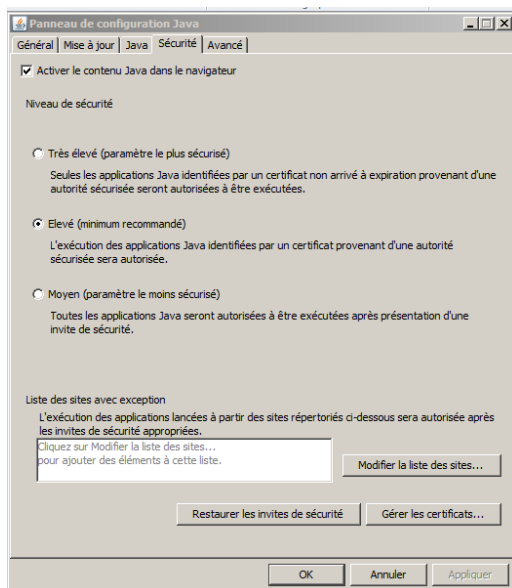 Panneau de configuration Java
Général Mise à jour Java Sécurité Avancé
Activer le contenu Java dans le navigateur
Niveau de sécurité
Très élevé (paramètre le plus sécurisé)
Seules les applications Java identifiées par un certificat non arrivé à expiration provenant d'une
autorité sécurisée seront autorisées à être exécutées.
Elevé (minimum recommandé)
L'exécution des applications Java identifiées par un certificat provenant d'une autorité
sécurisée sera autorisée.
Moyen (paramètre le moins sécurisé)
Toutes les applications Java seront autorisées à être exécutées après présentation d'une
invite de sécurité.
Liste des sites avec exception
L'exécution des applications lancées à partir des sites répertoriés ci-dessous sera autorisée après
les invites de sécurité appropriées.
Cliquez sur Modifier la liste des sites...
pour ajouter des éléments à cette liste.
Modifier la liste des sites...
Restaurer les invites de sécurité Gérer les certificats...
OK Annuler Appliquer